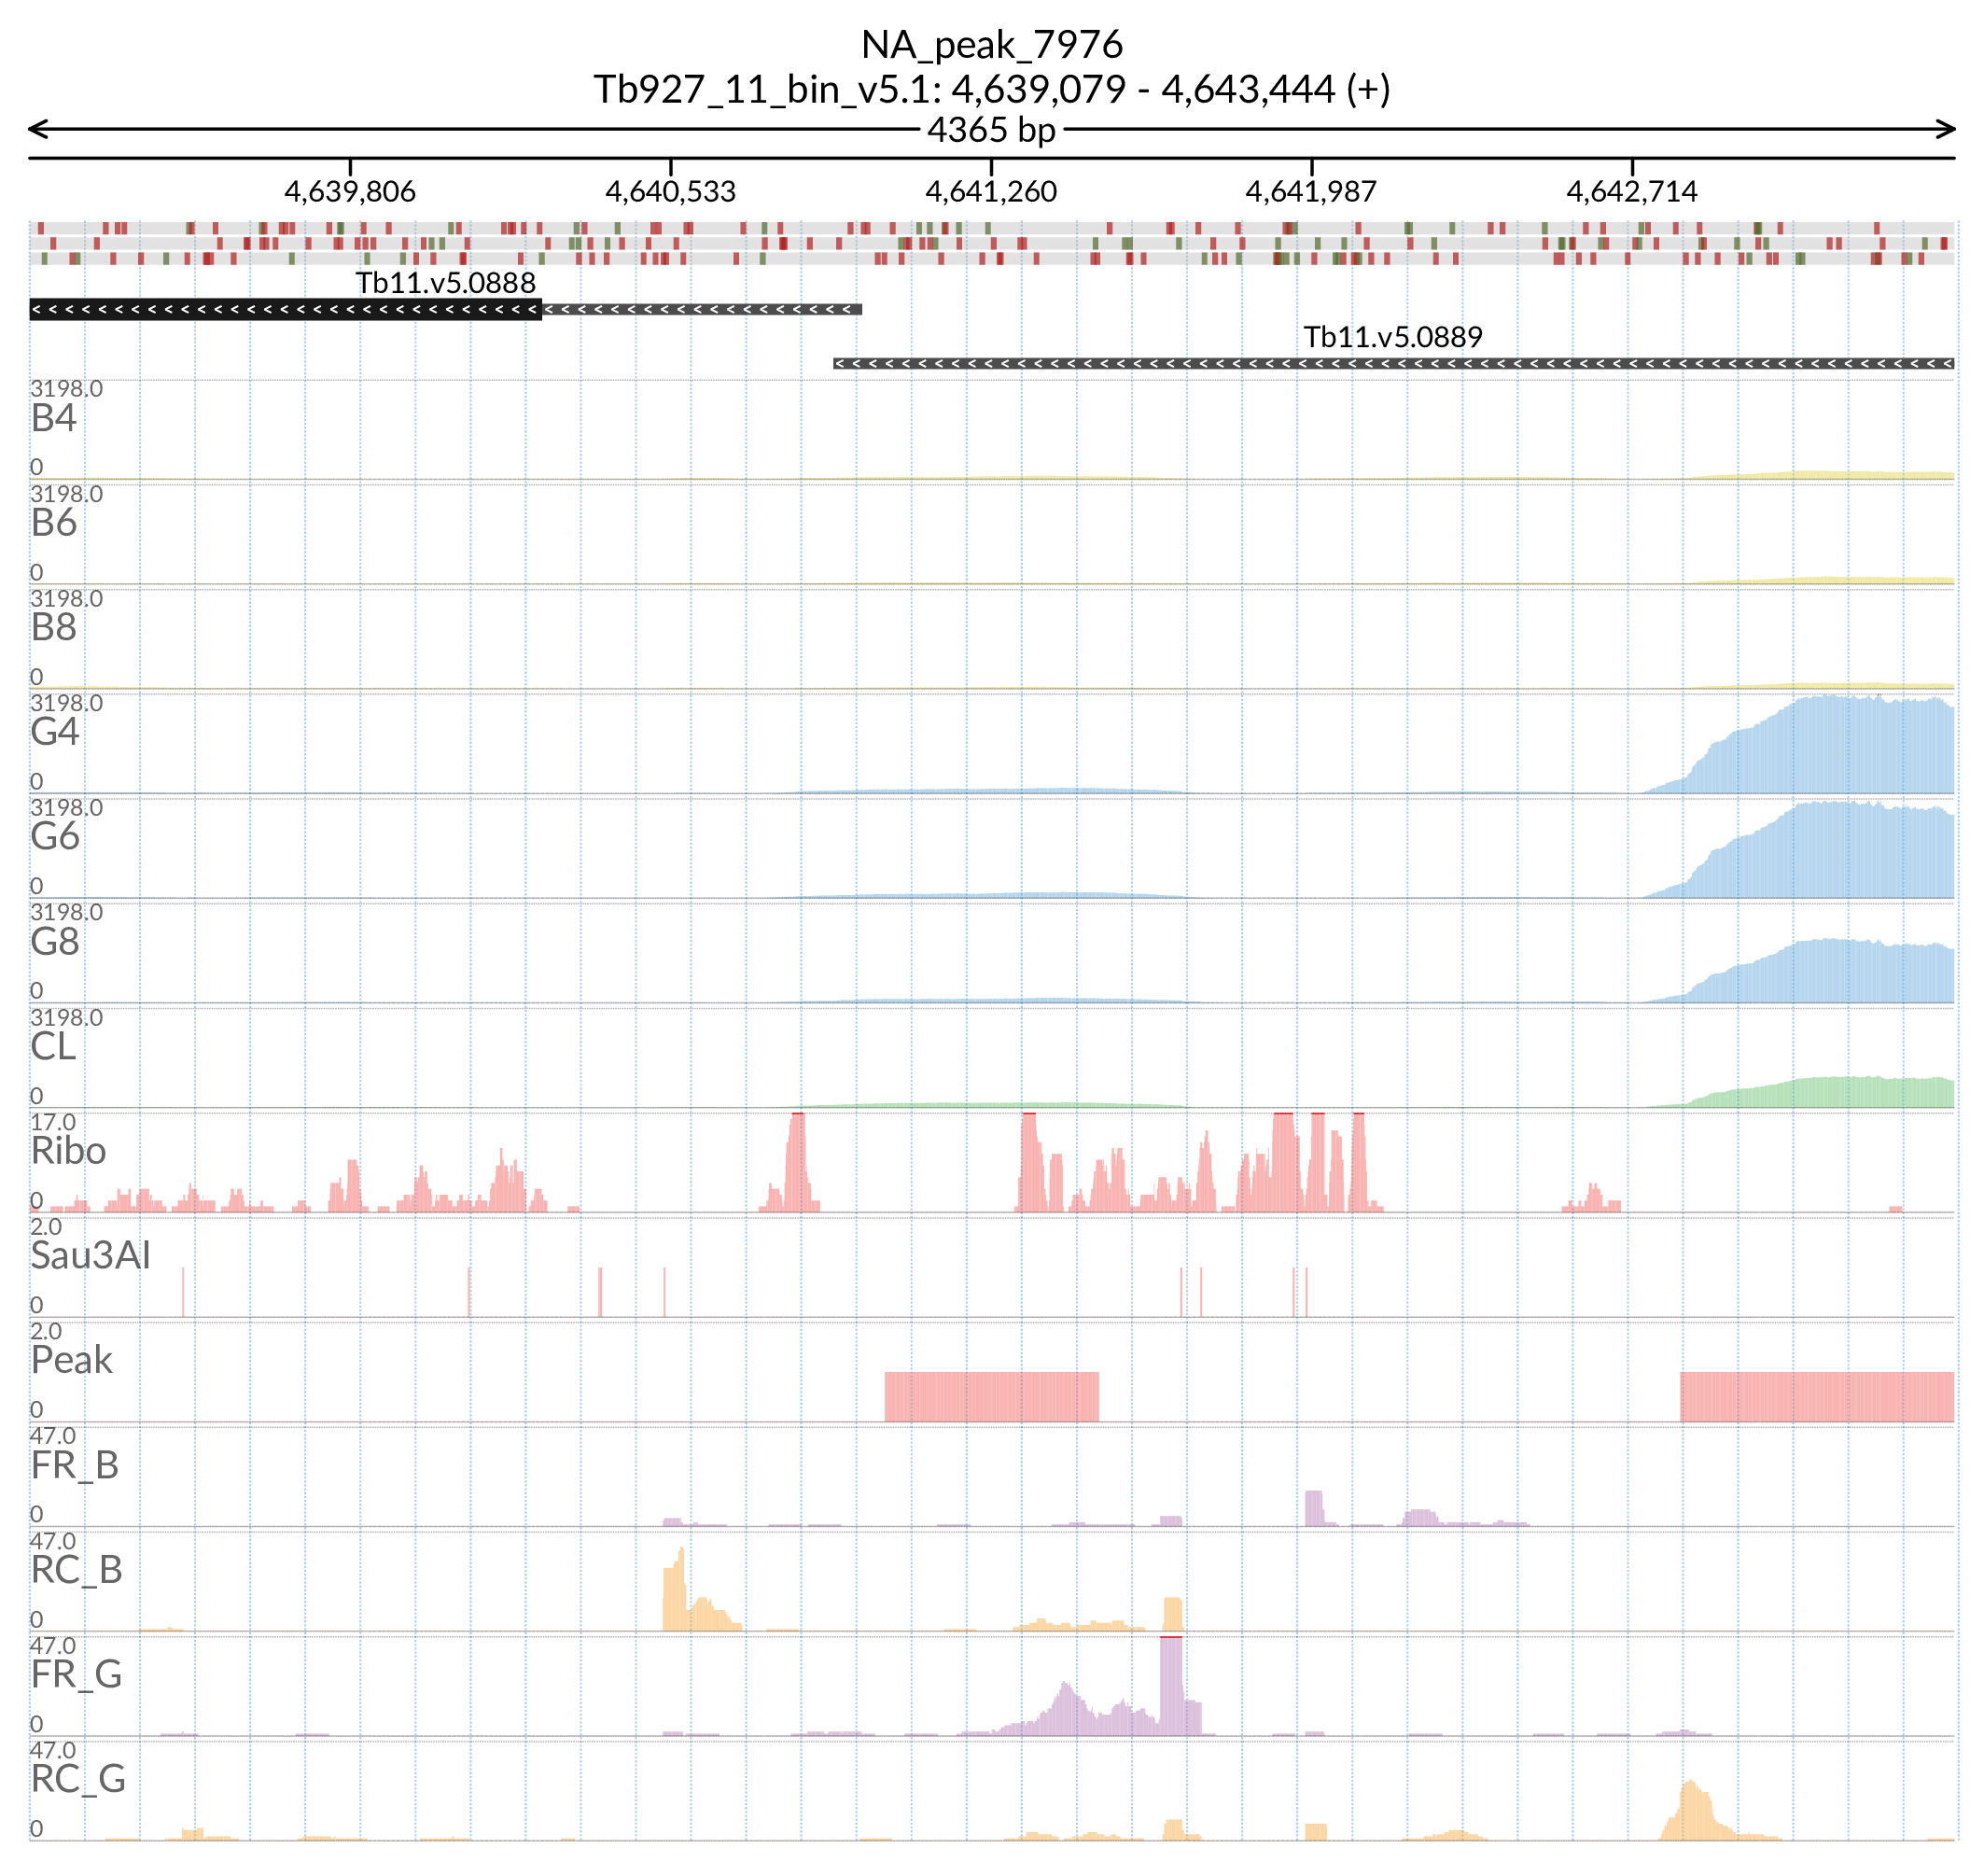 NA_peak_7976
Tb927_11_bin_v5.1: 4,639,079 - 4,643,444 (+)
4365 bp
4,639,806 4,640,533 4,641,260 4,641,987 4,642,714
Tb11.v5.0888
Tb11.v5.0889
3198.0
B4
0
3198.0
B6
0
3198.0
B8
0
3198.0
G4
0
3198.0
G6
0
3198.0
G8
0
3198.0
CL
0
17.0
Ribo
0
2.0
Sau3AI
0
2.0
Peak
0
47.0
FR_B
0
47.0
RC_B
0
47.0
FR_G
0
47.0
RC_G
0